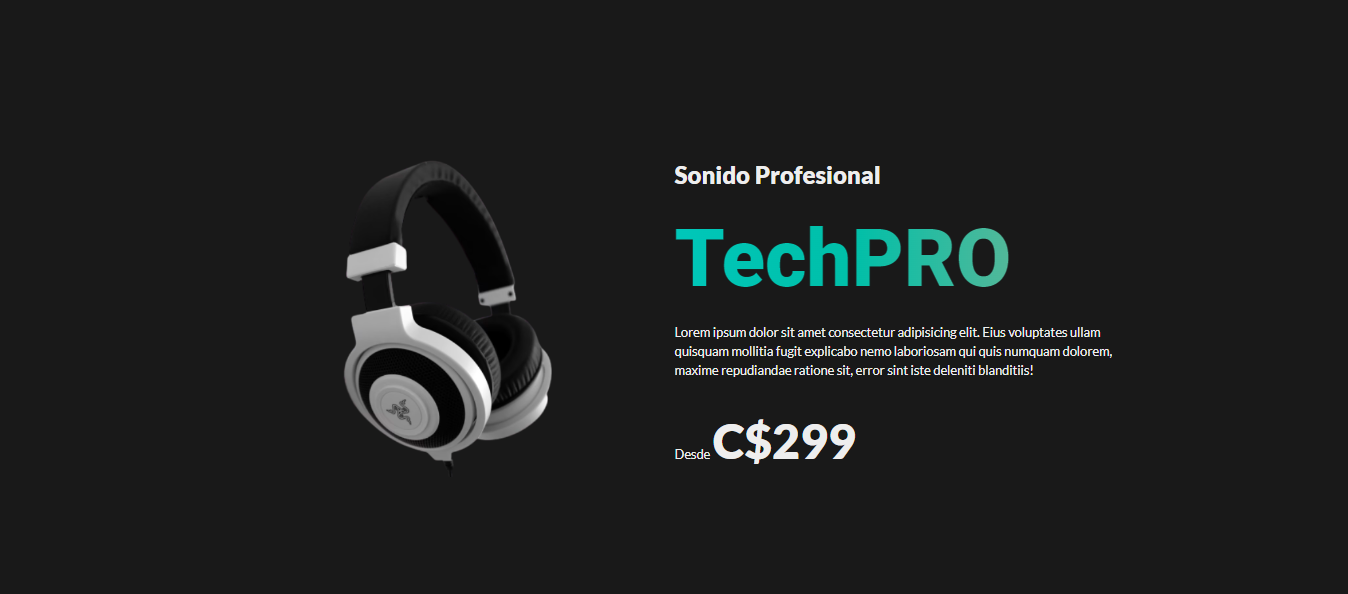 Sonido Profesional
TechPRO
Lorem ipsum dolor sit amet consectetur adipisicing elit. Eius voluptates ullam
quisquam mollitia fugit explicabo nemo laboriosam qui quis numquam dolorem,
maxime repudiandae ratione sit, error sint iste deleniti blanditiis!
Desde C$299